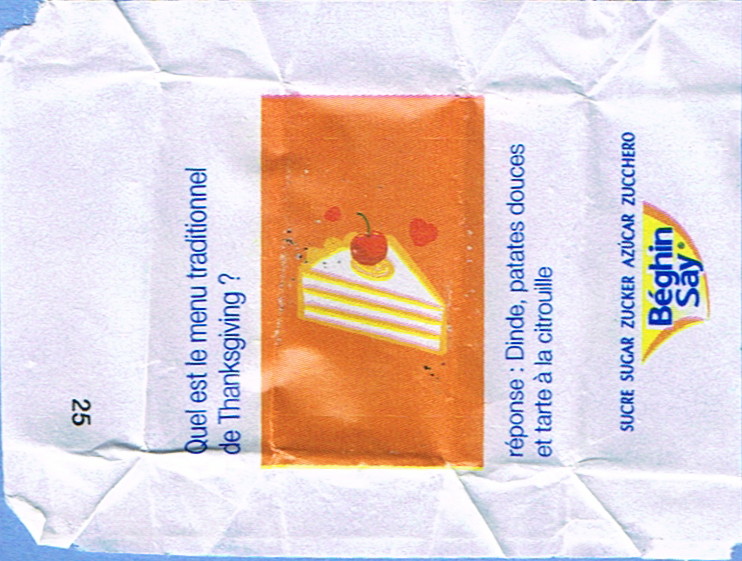 25
Quel est le menu traditionnel
de Thanksgiving ?
réponse : Dinde, patates douces
et tarte à la citrouille
SUCRE SUGAR ZUCKER AZÚCAR ZUCCHERO
Béghin
Say